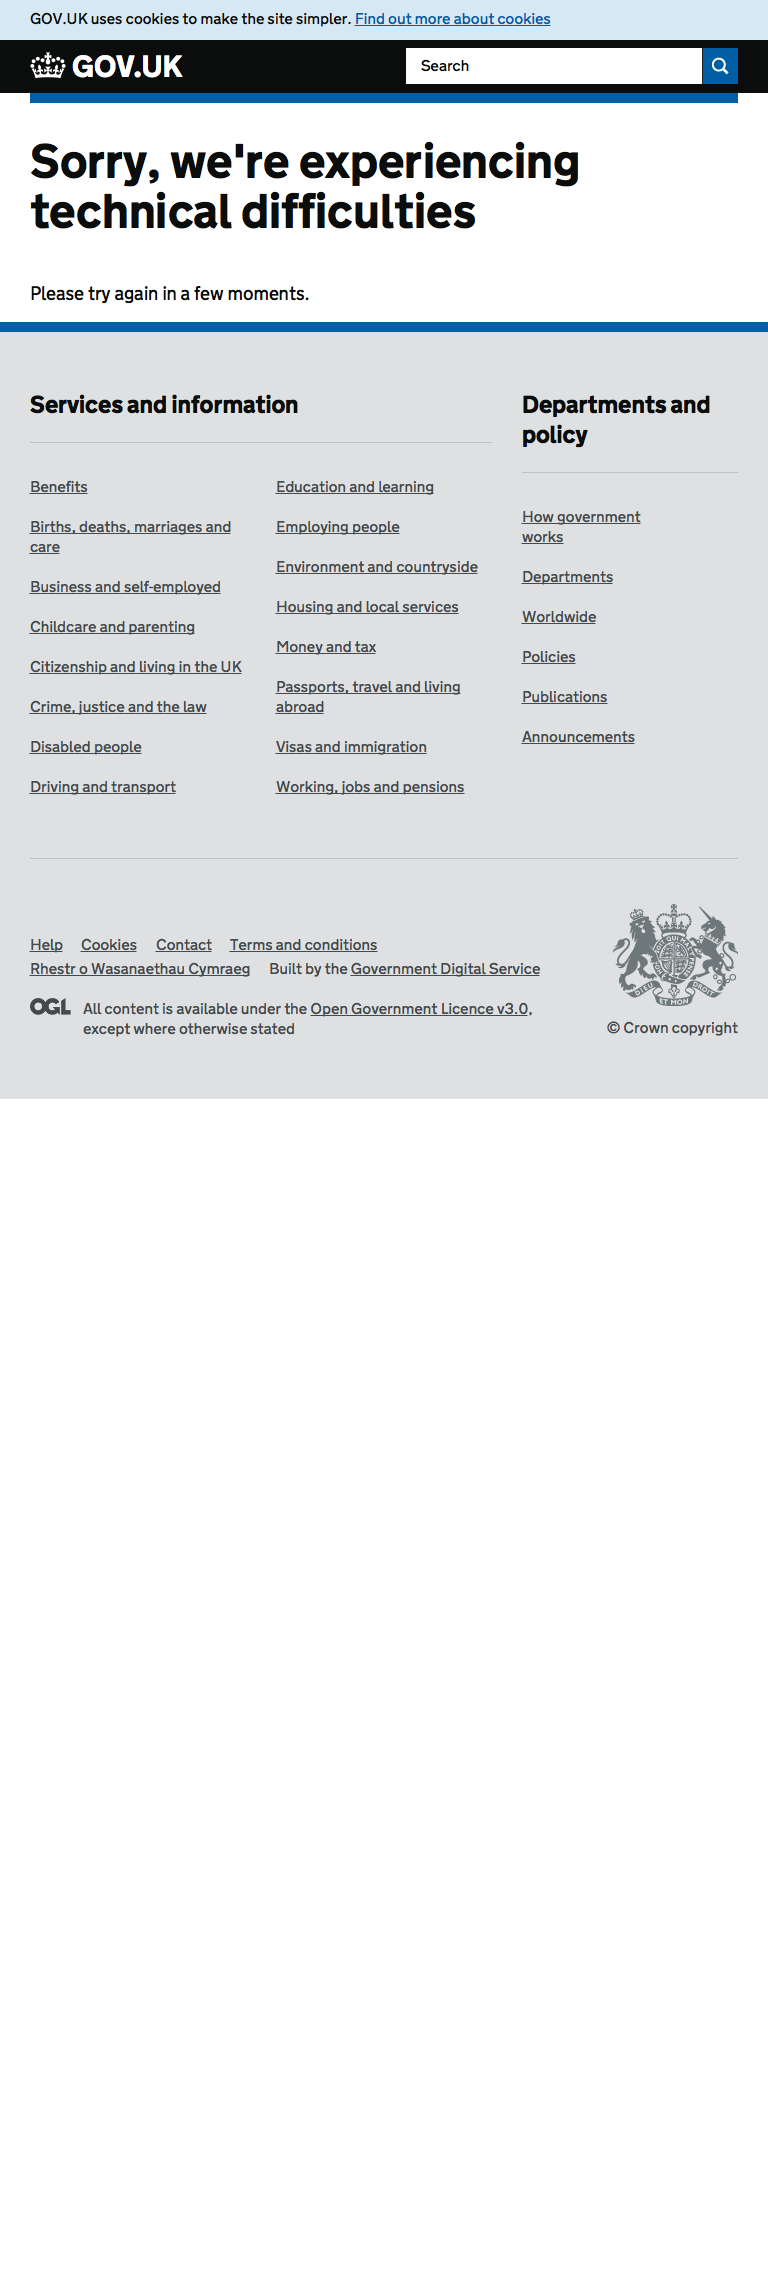 GOV.UK uses cookies to make the site simpler. Find out more about cookies
GOV.UK
Search
Sorry, we're experiencing
technical difficulties
Please try again in a few moments.
Services and information
Benefits
Births, deaths, marriages and
care
Business and self-employed
Childcare and parenting
Citizenship and living in the UK
Crime, justice and the law
Disabled people
Driving and transport
Education and learning
Employing people
Environment and countryside
Housing and local services
Money and tax
Passports, travel and living
abroad
Visas and immigration
Working, jobs and pensions
Departments and
policy
How government
works
Departments
Worldwide
Policies
Publications
Announcements
Help Cookies Contact Terms and conditions
Rhestr o Wasanaethau Cymraeg Built by the Government Digital Service
OGL
All content is available under the Open Government Licence v3.0,
except where otherwise stated
DIEU ET MON DROIT
© Crown copyright